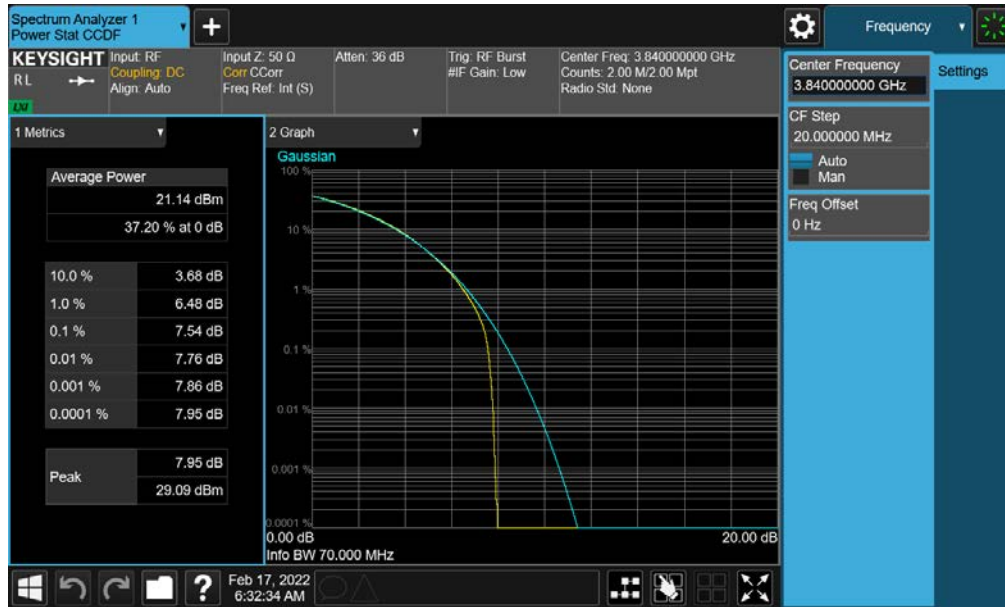 Spectrum Analyzer 1
Power Stat CCDF
+
Frequency
KEYSIGHT
RL
LXI
Input: RF
Coupling: DC
Align: Auto
Input Z: 50 Ω
Corr CCorr
Freq Ref: Int (S)
Atten: 36 dB
Trig: RF Burst
#IF Gain: Low
Center Freq: 3.840000000 GHz
Counts: 2.00 M/2.00 Mpt
Radio Std: None
Center Frequency
3.840000000 GHz
Settings
CF Step
20.000000 MHz
Auto
Man
Freq Offset
0 Hz
1 Metrics
Average Power
21.14 dBm
37.20 % at 0 dB
10.0 % 3.68 dB
1.0 % 6.48 dB
0.1 % 7.54 dB
0.01 % 7.76 dB
0.001 % 7.86 dB
0.0001 % 7.95 dB
Peak
7.95 dB
29.09 dBm
2 Graph
Gaussian
100 %
10 %
1 %
0.1 %
0.01 %
0.001 %
0.0001 %
0.00 dB 20.00 dB
Info BW 70.000 MHz
?
Feb 17, 2022
6:32:34 AM